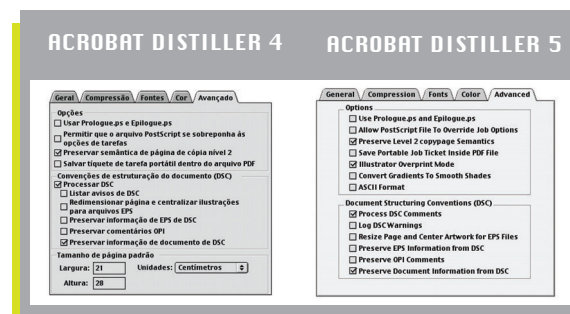 ACROBAT DISTILLER 4
Geral Compressão Fontes Cor Avançado
Opções
Usar Prologue.ps e Epilogue.ps
Permitir que o arquivo PostScript se sobreponha às
opções de tarefas
Preservar semântica de página de cópia nível 2
Salvar tíquete de tarefa portátil dentro do arquivo PDF
Convenções de estruturação do documento (DSC)
Processar DSC
Listar avisos de DSC
Redimensionar página e centralizar ilustrações
para arquivos EPS
Preservar informação de EPS de DSC
Preservar comentários OPI
Preservar informação de documento de DSC
Tamanho de página padrão
Largura: 21 Unidades: Centímetros
Altura: 28
ACROBAT DISTILLER 5
General Compression Fonts Color Advanced
Options
Use Prologue.ps and Epilogue.ps
Allow PostScript File To Override Job Options
Preserve Level 2 copypage Semantics
Save Portable Job Ticket Inside PDF File
Illustrator Overprint Mode
Convert Gradients To Smooth Shades
ASCII Format
Document Structuring Conventions (DSC)
Process DSC Comments
Log DSC Warnings
Resize Page and Center Artwork for EPS Files
Preserve EPS Information from DSC
Preserve OPI Comments
Preserve Document Information from DSC